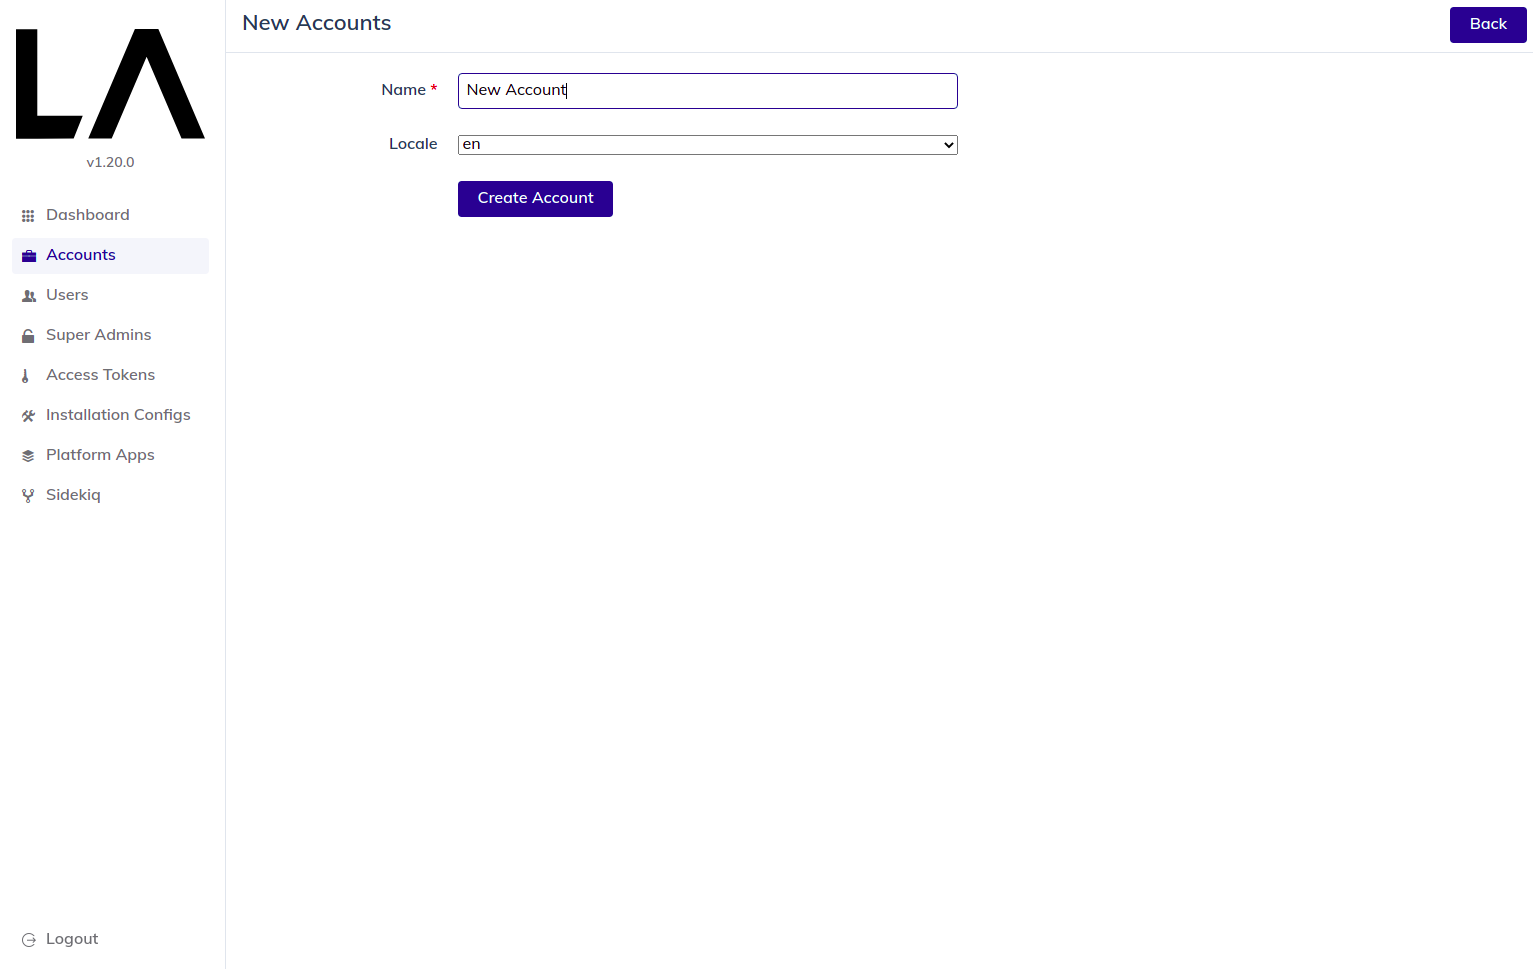 LA
v1.20.0
Dashboard
Accounts
Users
Super Admins
Access Tokens
Installation Configs
Platform Apps
Sidekiq
Logout
New Accounts
Back
Name *
New Account
Locale
en
Create Account